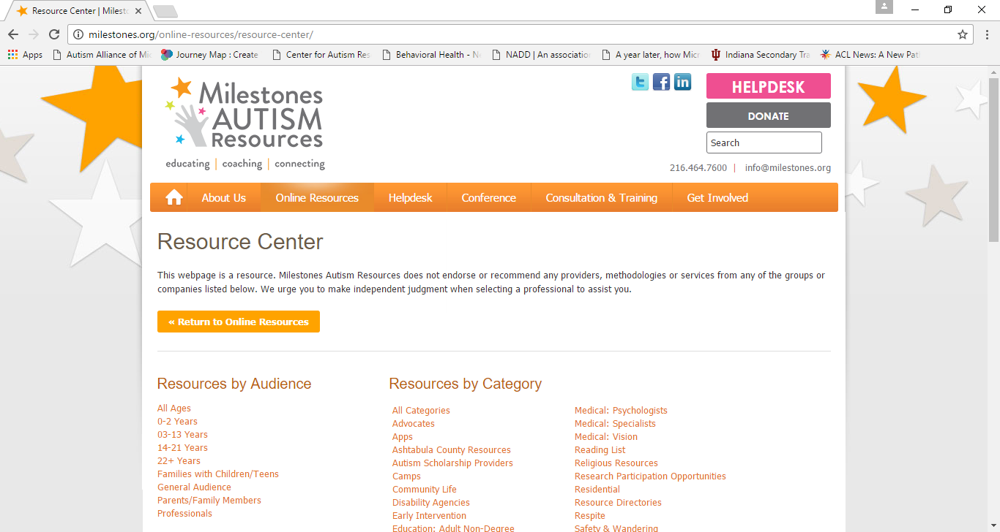 Resource Center | Milest
milestones.org/online-resources/resource-center/
Apps Autism Alliance of Mic Journey Map : Create Center for Autism Res Behavioral Health - N NADD | An association A year later, how Micr Indiana Secondary Tra ACL News: A New Pat
Milestones
AUTISM
Resources
educating | coaching | connecting
HELPDESK
DONATE
Search
216.464.7600 | info@milestones.org
About Us Online Resources Helpdesk Conference Consultation & Training Get Involved
Resource Center
This webpage is a resource. Milestones Autism Resources does not endorse or recommend any providers, methodologies or services from any of the groups or
companies listed below. We urge you to make independent judgment when selecting a professional to assist you.
« Return to Online Resources
Resources by Audience
All Ages
0-2 Years
03-13 Years
14-21 Years
22+ Years
Families with Children/Teens
General Audience
Parents/Family Members
Professionals
Resources by Category
All Categories
Advocates
Apps
Ashtabula County Resources
Autism Scholarship Providers
Camps
Community Life
Disability Agencies
Early Intervention
Education: Adult Non-Degree
Medical: Psychologists
Medical: Specialists
Medical: Vision
Reading List
Religious Resources
Research Participation Opportunities
Residential
Resource Directories
Respite
Safety & Wandering